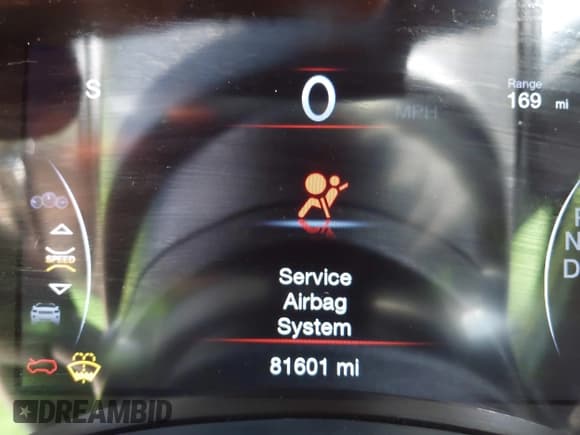 S
0
MPH
Range
169 mi
SPEED
N
D
Service
Airbag
System
81601 mi
DREAMBID